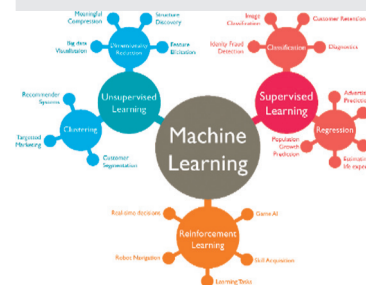 Meaningful
Compression
Structure
Discovery
Big data
Visualisation
Dimensionality
Reduction
Feature
Elicitation
Image
Classification
Customer Retention
Identity Fraud
Detection
Classification
Diagnostics
Recommender
Systems
Unsupervised
Learning
Supervised
Learning
Clustering
Targeted
Marketing
Customer
Segmentation
Machine
Learning
Population
Growth
Prediction
Regression
Real-time decisions
Game AI
Reinforcement
Learning
Robot Navigation
Skill Acquisition
Learning Tasks